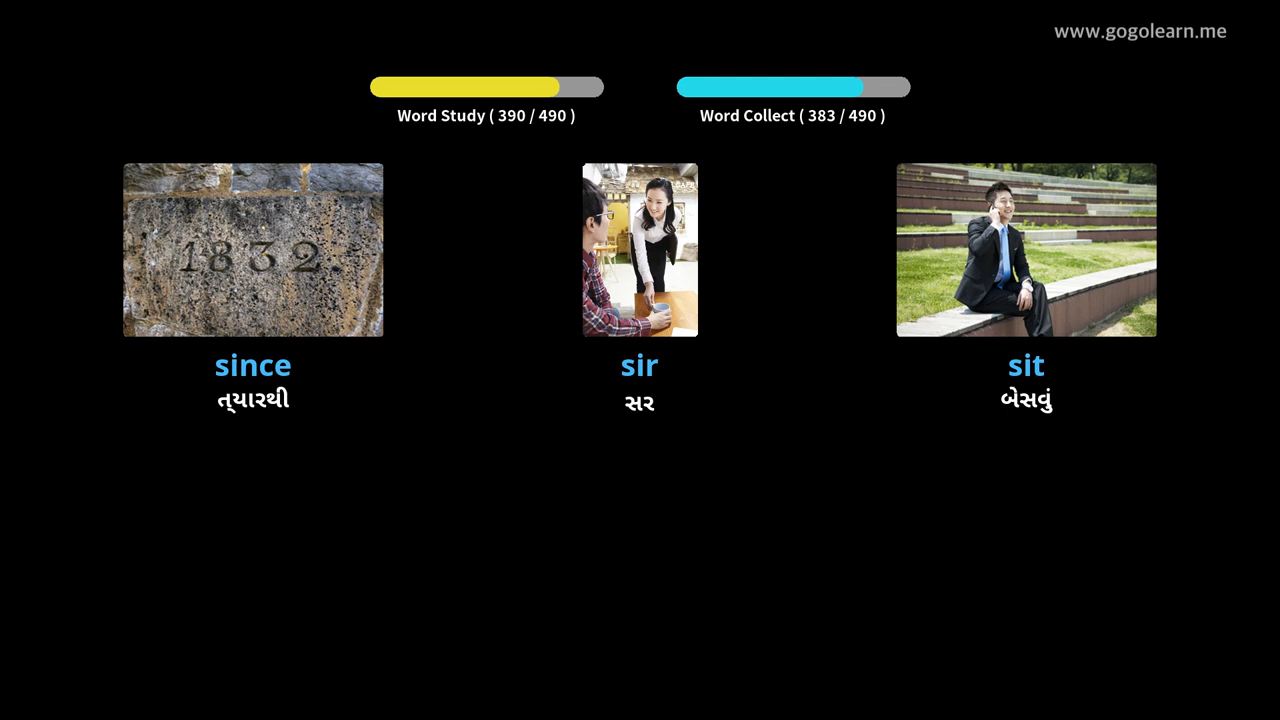 www.gogolearn.me
Word Study ( 390 / 490 )
Word Collect ( 383 / 490 )
1832.
since
sir
sit
ત્યારથી
સર
બેસવું